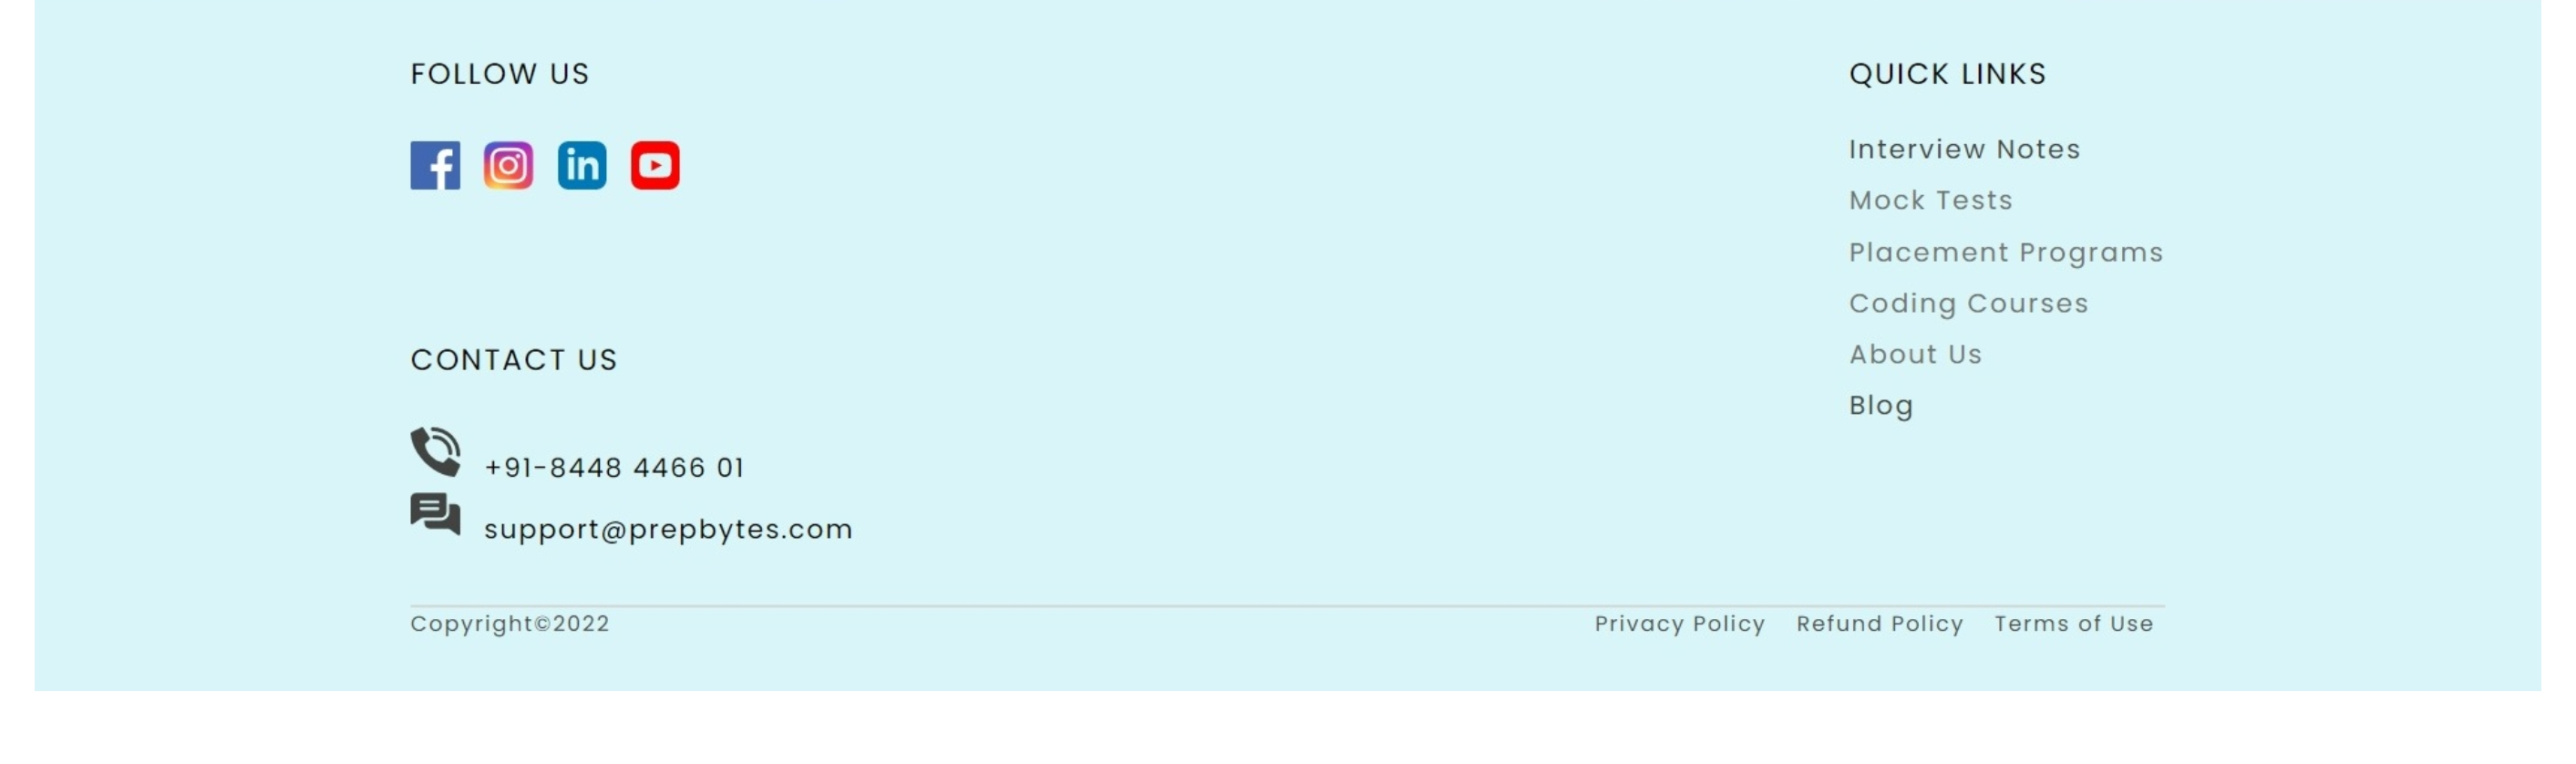 FOLLOW US
CONTACT US
+91-8448 4466 01
support@prepbytes.com
QUICK LINKS
Interview Notes
Mock Tests
Placement Programs
Coding Courses
About Us
Blog
Copyright©2022
Privacy Policy Refund Policy Terms of Use